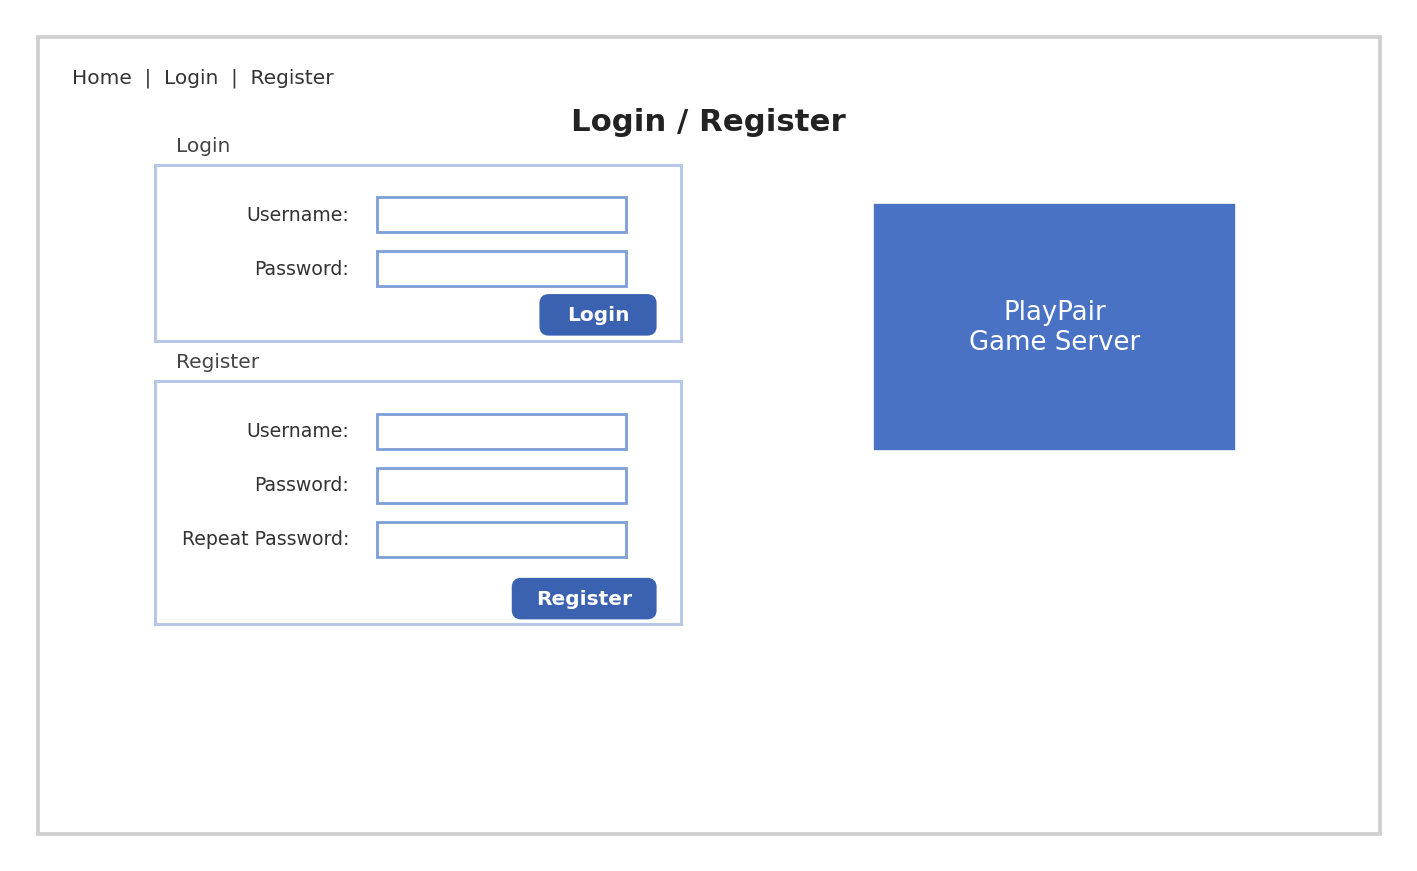 Home | Login | Register
Login / Register
Login
Username:
Password:
Login
Register
Username:
Password:
Repeat Password:
Register
PlayPair
Game Server